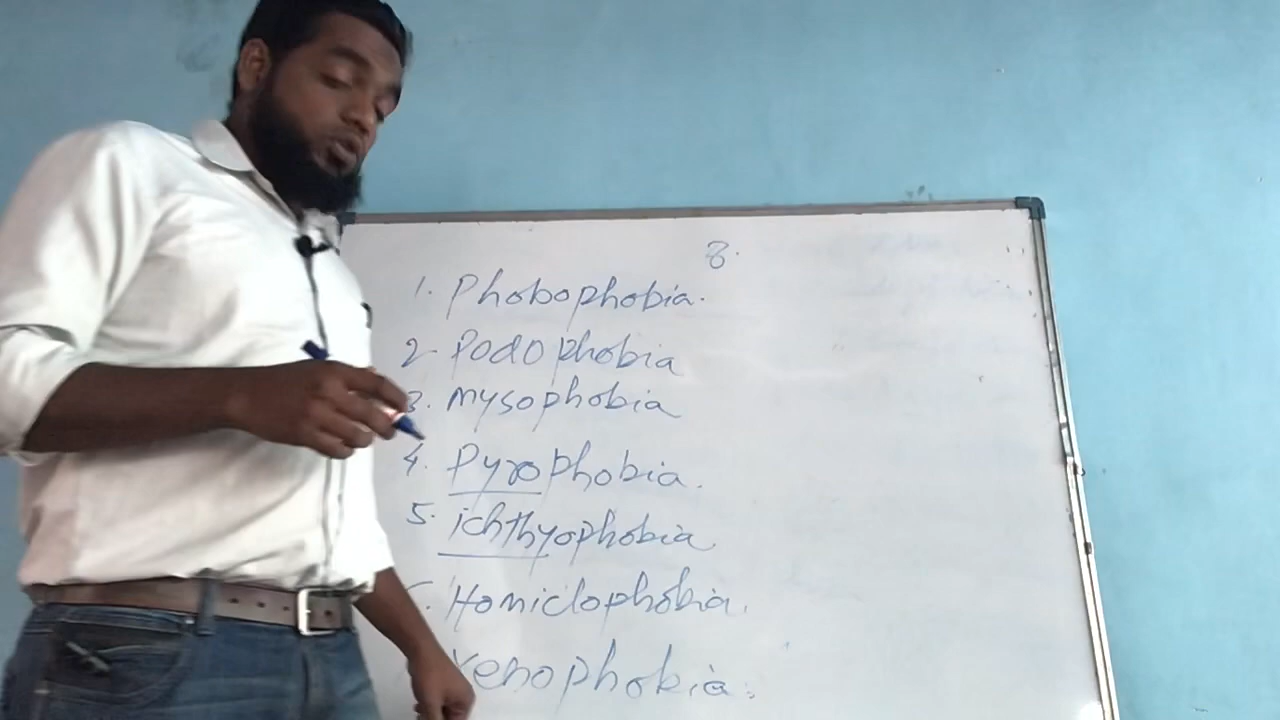 8.
1. Phobophobia.
2 Podophobia
3. mysophobia
4. Pyrophobia.
5. ichthyophobia.
. Homiclophobia.
Xenophobia.